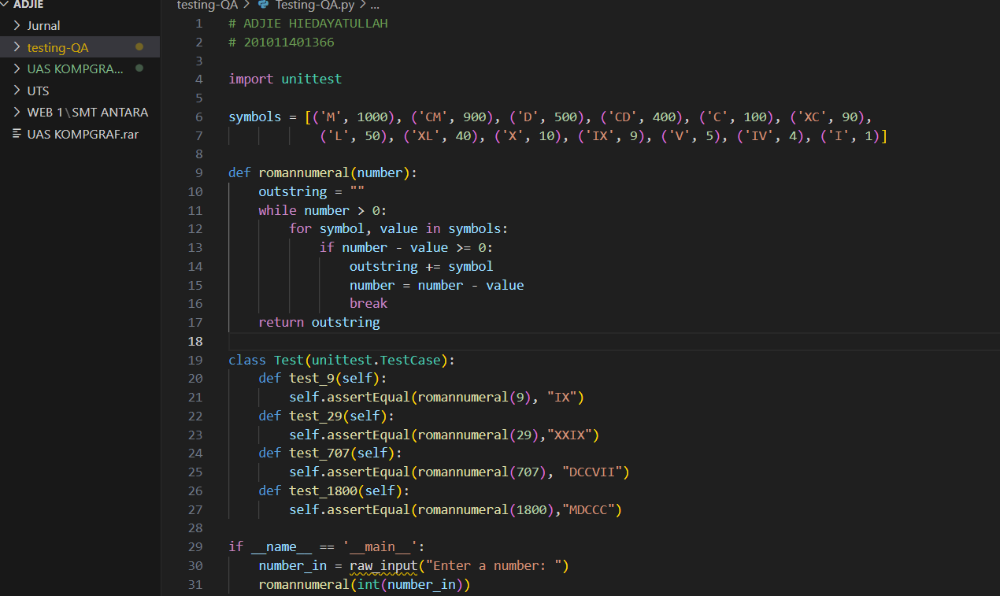 ADJIE
Jurnal
testing-QA
UAS KOMPGRA...
UTS
WEB 1\SMT ANTARA
UAS KOMPGRAF.rar
testing-QA > Testing-QA.py > ...
1 # ADJIE HIEDAYATULLAH
2 # 201011401366
3
4 import unittest
5
6 symbols = [('M', 1000), ('CM', 900), ('D', 500), ('CD', 400), ('C', 100), ('XC', 90),
7             ('L', 50), ('XL', 40), ('X', 10), ('IX', 9), ('V', 5), ('IV', 4), ('I', 1)]
8
9 def romannumeral(number):
10     outstring = ""
11     while number > 0:
12         for symbol, value in symbols:
13             if number - value >= 0:
14                 outstring += symbol
15                 number = number - value
16                 break
17     return outstring
18
19 class Test(unittest.TestCase):
20     def test_9(self):
21         self.assertEqual(romannumeral(9), "IX")
22     def test_29(self):
23         self.assertEqual(romannumeral(29),"XXIX")
24     def test_707(self):
25         self.assertEqual(romannumeral(707), "DCCVII")
26     def test_1800(self):
27         self.assertEqual(romannumeral(1800),"MDCCC")
28
29 if __name__ == '__main__':
30     number_in = raw_input("Enter a number: ")
31     romannumeral(int(number_in))